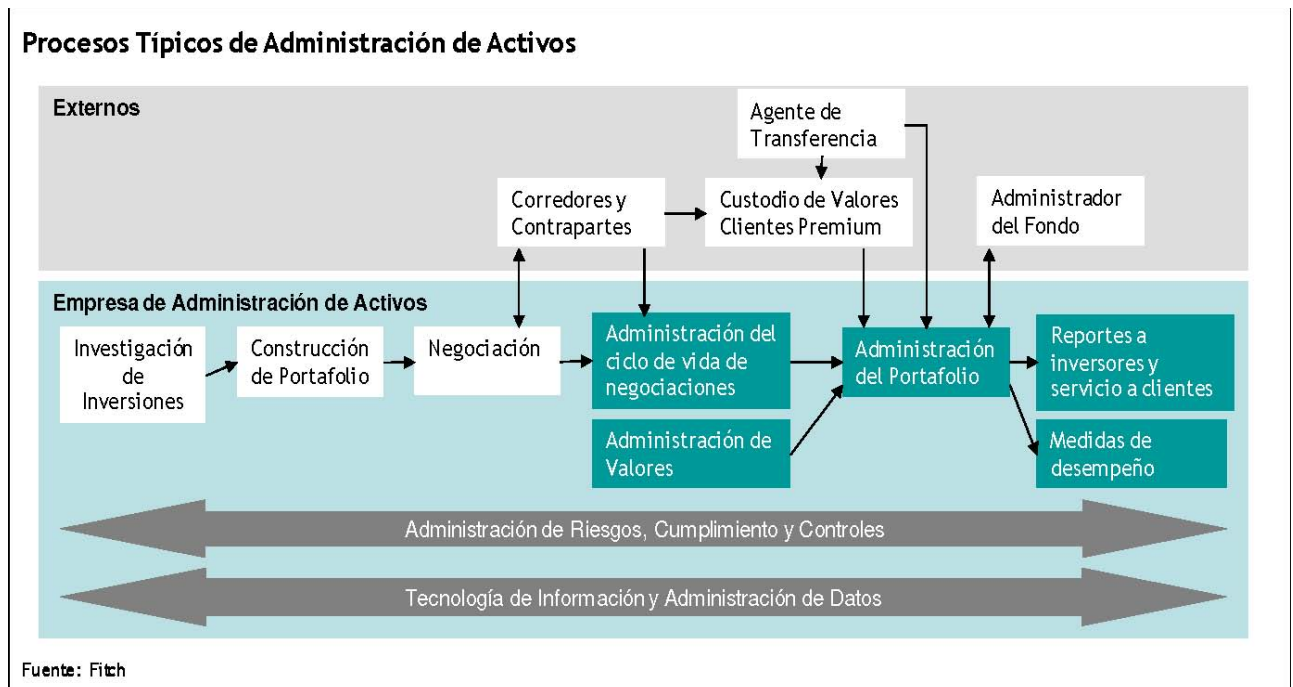 Procesos Típicos de Administración de Activos
Externos
Agente de
Transferencia
Corredores y
Contrapartes
Custodio de Valores
Clientes Premium
Administrador
del Fondo
Empresa de Administración de Activos
Investigación
de
Inversiones
Construcción
de Portafolio
Negociación
Administración del
ciclo de vida de
negociaciones
Administración
del Portafolio
Reportes a
inversores y
servicio a clientes
Administración de
Valores
Medidas de
desempeño
Administración de Riesgos, Cumplimiento y Controles
Tecnología de Información y Administración de Datos
Fuente: Fitch